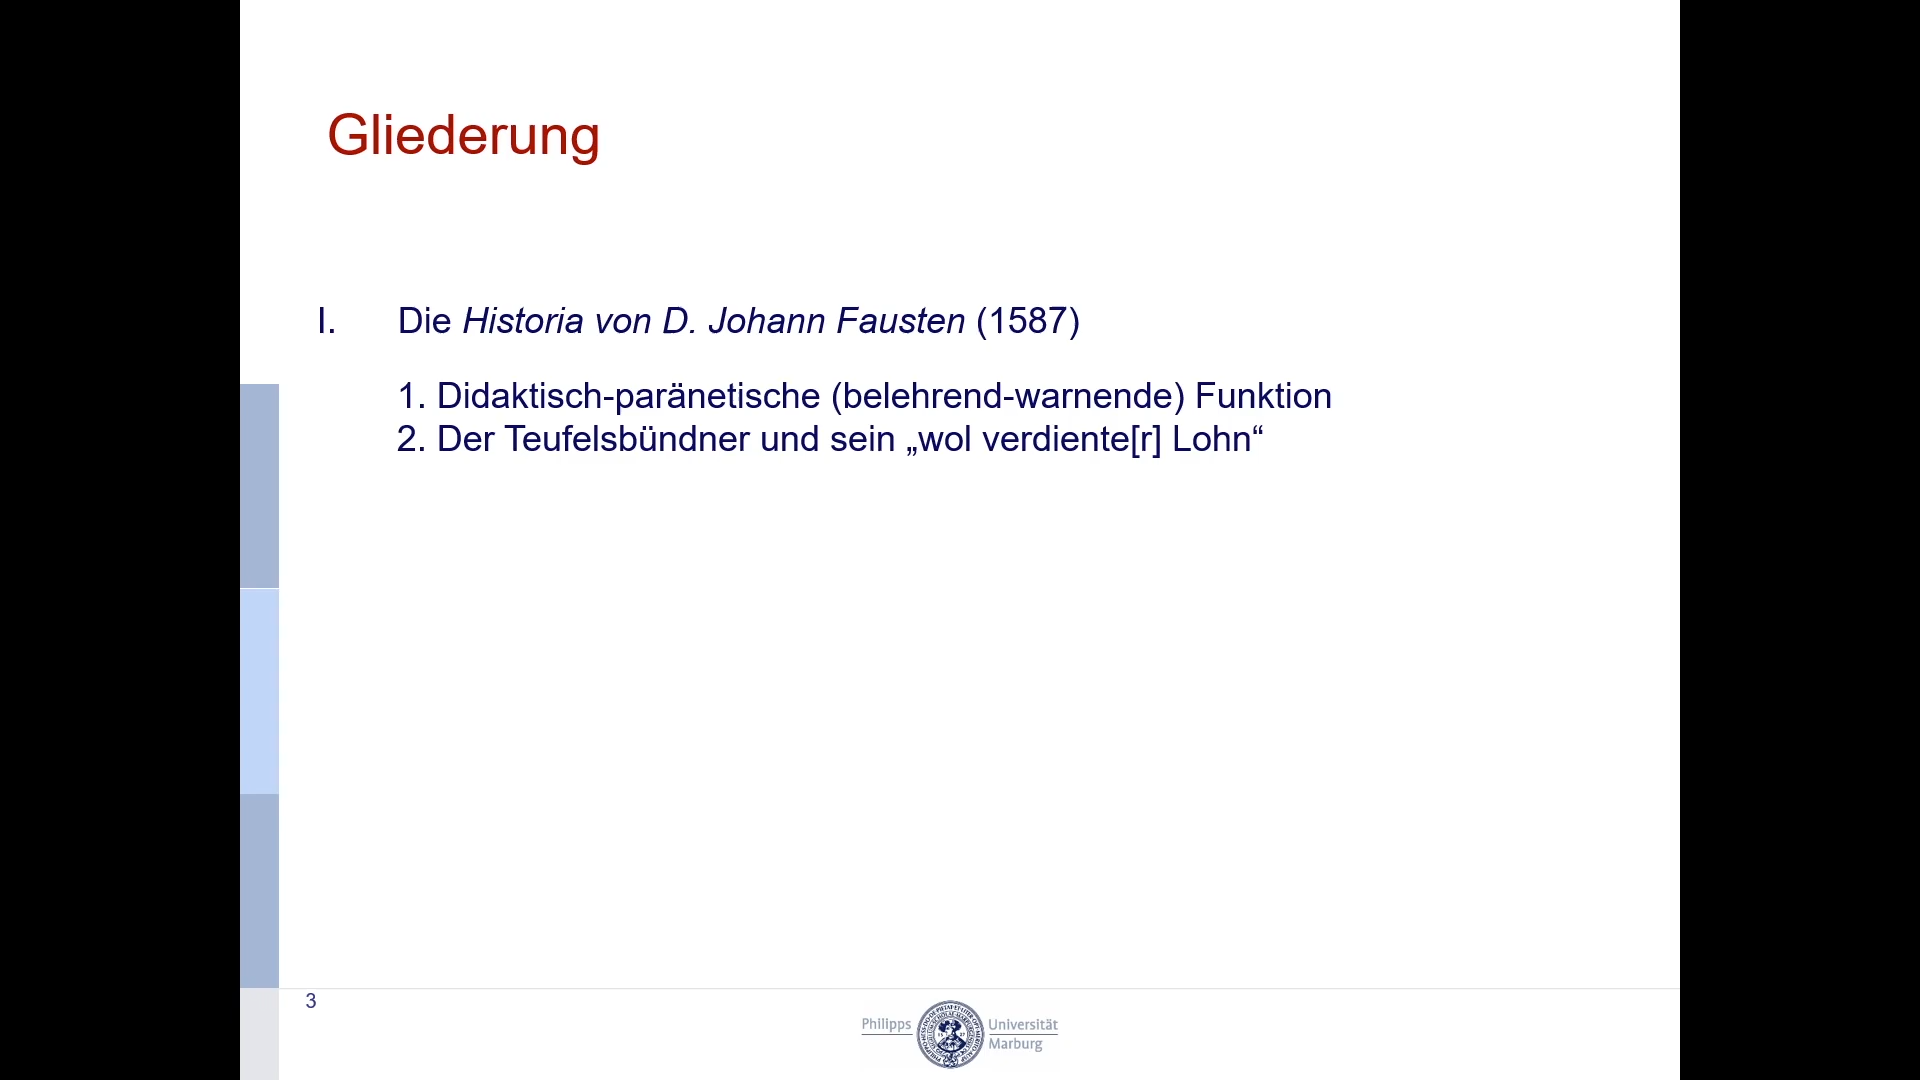 Gliederung
I. Die Historia von D. Johann Fausten (1587)
1. Didaktisch-paränetische (belehrend-warnende) Funktion
2. Der Teufelsbündner und sein „wol verdiente[r] Lohn“
3
Philipps Universität
Marburg